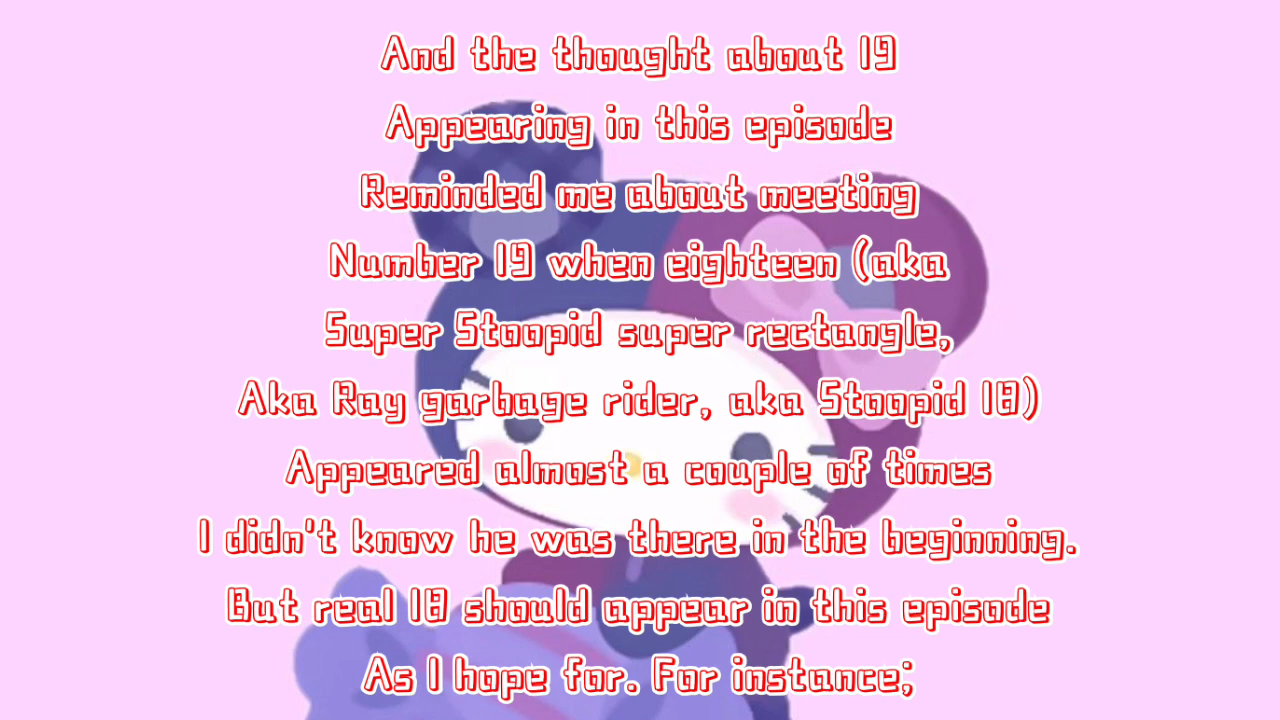 And the thought about 19
Appearing in this episode
Reminded me about meeting
Number 19 when eighteen (aka
Super Stoopid super rectangle,
Aka Ray garbage rider, aka Stoopid 18)
Appeared almost a couple of times
I didn't know he was there in the beginning.
But real 18 should appear in this episode
As I hope for. For instance;